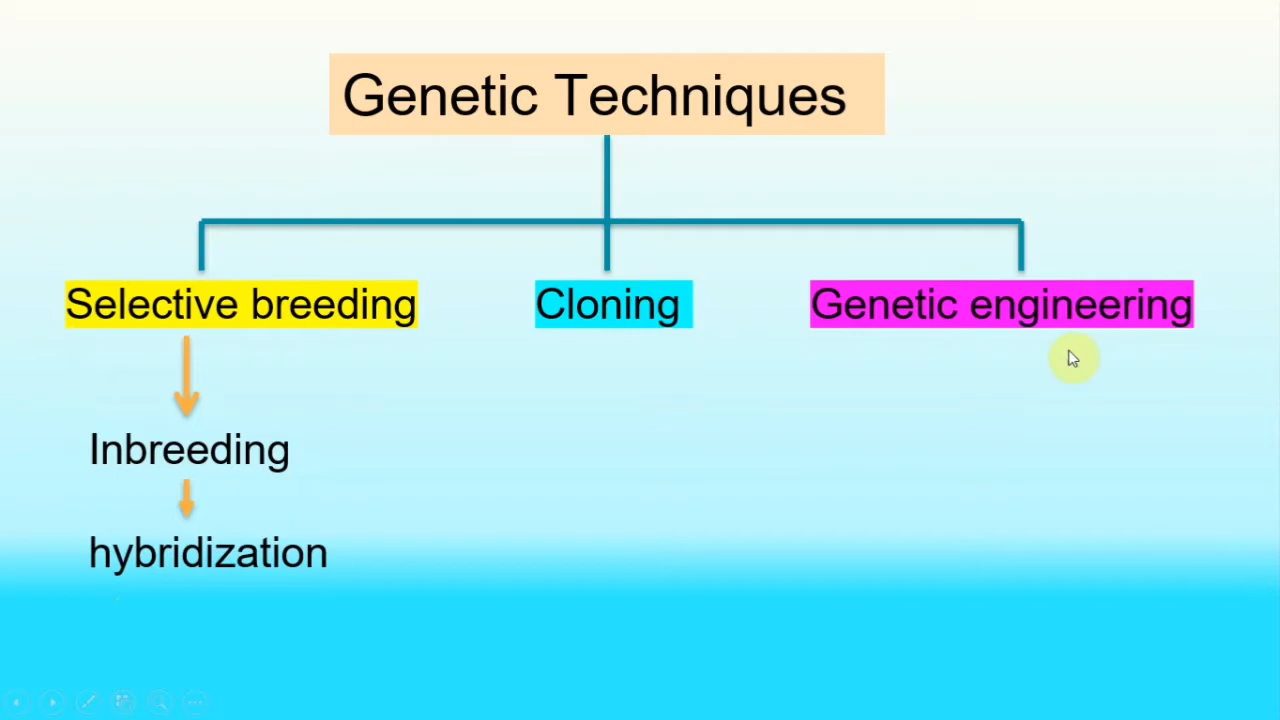 Genetic Techniques
Selective breeding
Cloning
Genetic engineering
Inbreeding
hybridization